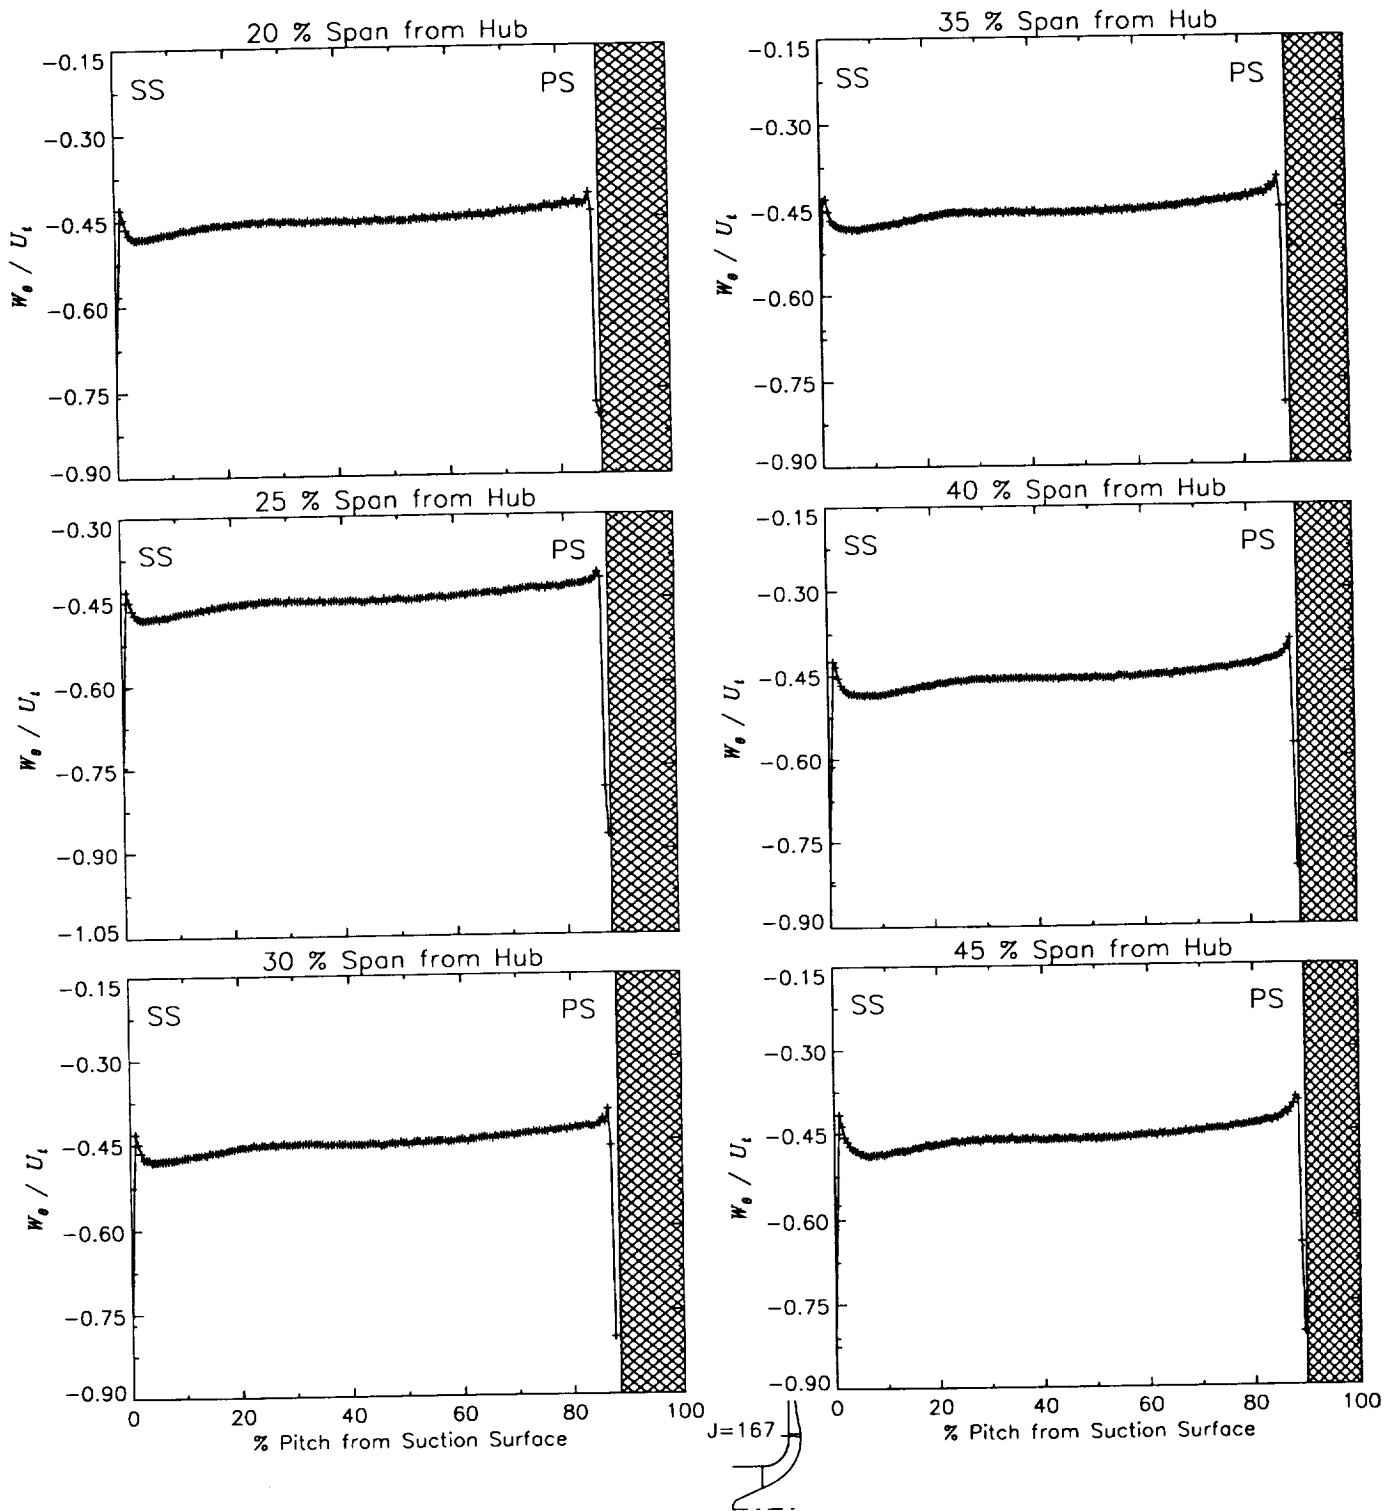 20 % Span from Hub
-0.15
-0.30
-0.45
-0.60
-0.75
-0.90
W_θ / U_t
SS
PS
25 % Span from Hub
-0.30
-0.45
-0.60
-0.75
-0.90
-1.05
W_θ / U_t
SS
PS
30 % Span from Hub
-0.15
-0.30
-0.45
-0.60
-0.75
-0.90
W_θ / U_t
SS
PS
0 20 40 60 80 100
% Pitch from Suction Surface
35 % Span from Hub
-0.15
-0.30
-0.45
-0.60
-0.75
-0.90
W_θ / U_t
SS
PS
40 % Span from Hub
-0.15
-0.30
-0.45
-0.60
-0.75
-0.90
W_θ / U_t
SS
PS
45 % Span from Hub
-0.15
-0.30
-0.45
-0.60
-0.75
-0.90
W_θ / U_t
SS
PS
0 20 40 60 80 100
% Pitch from Suction Surface
J=167